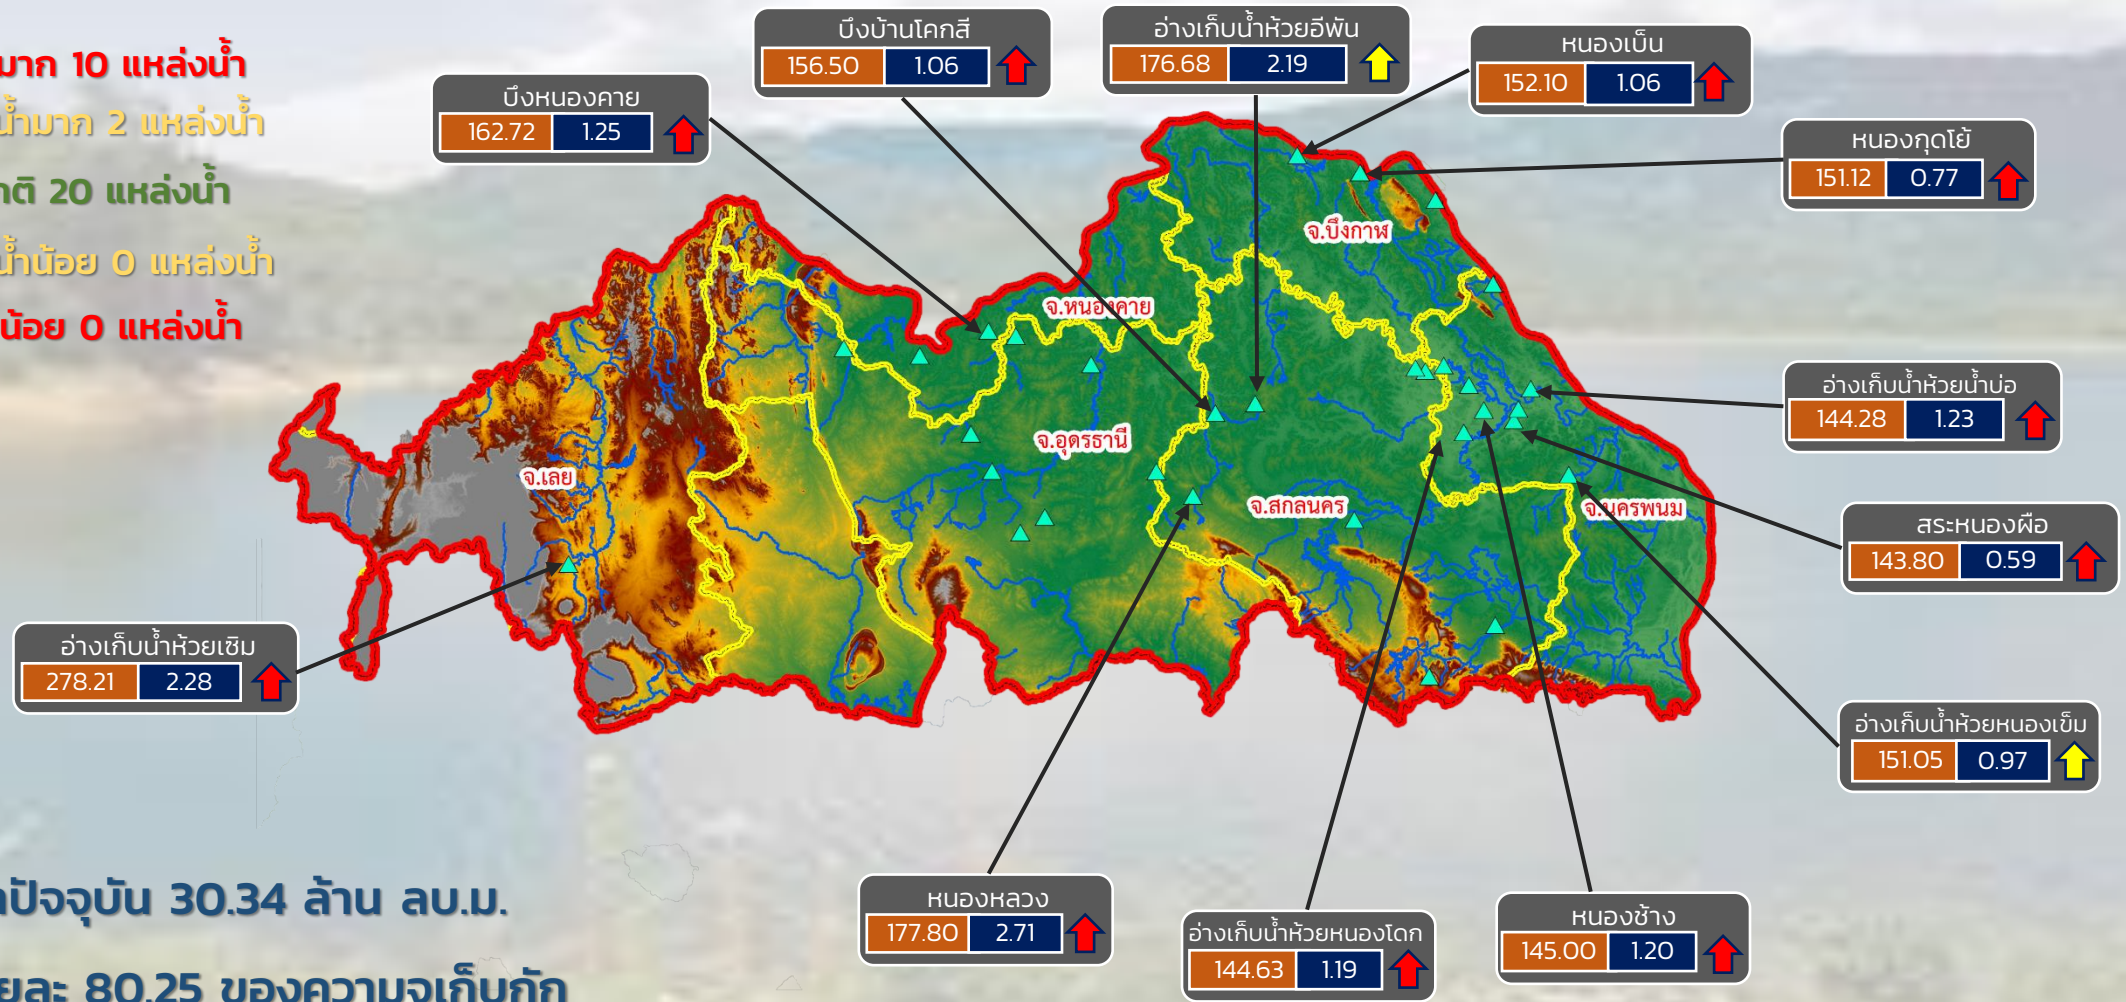 มาก 10 แหล่งน้ำ
น้ำมาก 2 แหล่งน้ำ
กติ 20 แหล่งน้ำ
น้ำน้อย 0 แหล่งน้ำ
น้อย 0 แหล่งน้ำ
บึงหนองคาย
162.72 1.25
บึงบ้านโคกสี
156.50 1.06
อ่างเก็บน้ำห้วยอีพัน
176.68 2.19
หนองเบ็น
152.10 1.06
หนองกุดโย้
151.12 0.77
จ.บึงกาฬ
จ.หนองคาย
จ.อุดรธานี
จ.เลย
จ.สกลนคร
จ.นครพนม
อ่างเก็บน้ำห้วยน้ำบ่อ
144.28 1.23
สระหนองผือ
143.80 0.59
อ่างเก็บน้ำห้วยเซิม
278.21 2.28
อ่างเก็บน้ำห้วยหนองเข็ม
151.05 0.97
หนองหลวง
177.80 2.71
อ่างเก็บน้ำห้วยหนองโดก
144.63 1.19
หนองช้าง
145.00 1.20
ปัจจุบัน 30.34 ล้าน ลบ.ม.
ยละ 80.25 ของความจุเก็บกัก